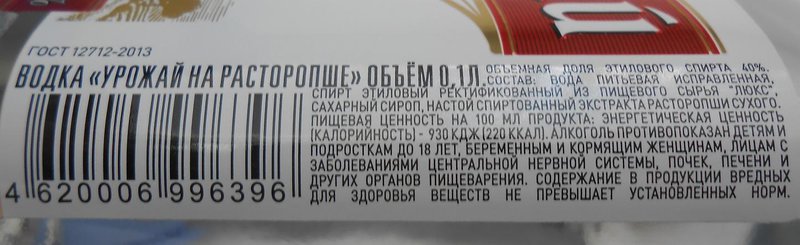 й
ГОСТ 12712-2013
ВОДКА «УРОЖАЙ НА РАСТОРОПШЕ» ОБЪЁМ 0,1Л,
ОБЪЕМНАЯ ДОЛЯ ЭТИЛОВОГО СПИРТА 40%.
СОСТАВ: ВОДА ПИТЬЕВАЯ ИСПРАВЛЕННАЯ,
СПИРТ ЭТИЛОВЫЙ РЕКТИФИКОВАННЫЙ ИЗ ПИЩЕВОГО СЫРЬЯ "ЛЮКС",
САХАРНЫЙ СИРОП, НАСТОЙ СПИРТОВАННЫЙ ЭКСТРАКТА РАСТОРОПШИ СУХОГО.
ПИЩЕВАЯ ЦЕННОСТЬ НА 100 МЛ ПРОДУКТА: ЭНЕРГЕТИЧЕСКАЯ ЦЕННОСТЬ
(КАЛОРИЙНОСТЬ) - 930 КДЖ (220 ККАЛ). АЛКОГОЛЬ ПРОТИВОПОКАЗАН ДЕТЯМ И
ПОДРОСТКАМ ДО 18 ЛЕТ, БЕРЕМЕННЫМ И КОРМЯЩИМ ЖЕНЩИНАМ, ЛИЦАМ С
ЗАБОЛЕВАНИЯМИ ЦЕНТРАЛЬНОЙ НЕРВНОЙ СИСТЕМЫ, ПОЧЕК, ПЕЧЕНИ И
ДРУГИХ ОРГАНОВ ПИЩЕВАРЕНИЯ. СОДЕРЖАНИЕ В ПРОДУКЦИИ ВРЕДНЫХ
ДЛЯ ЗДОРОВЬЯ ВЕЩЕСТВ НЕ ПРЕВЫШАЕТ УСТАНОВЛЕННЫХ НОРМ.
4 620006 996396